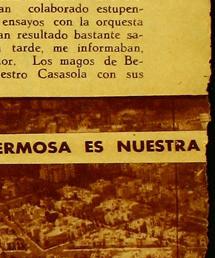 an colaborado estupen-
ensayos con la orquesta
an resultado bastante sa-
tarde, me informaban,
or. Los magos de Be-
estro Casasola con sus
ERMOSA ES NUESTRA